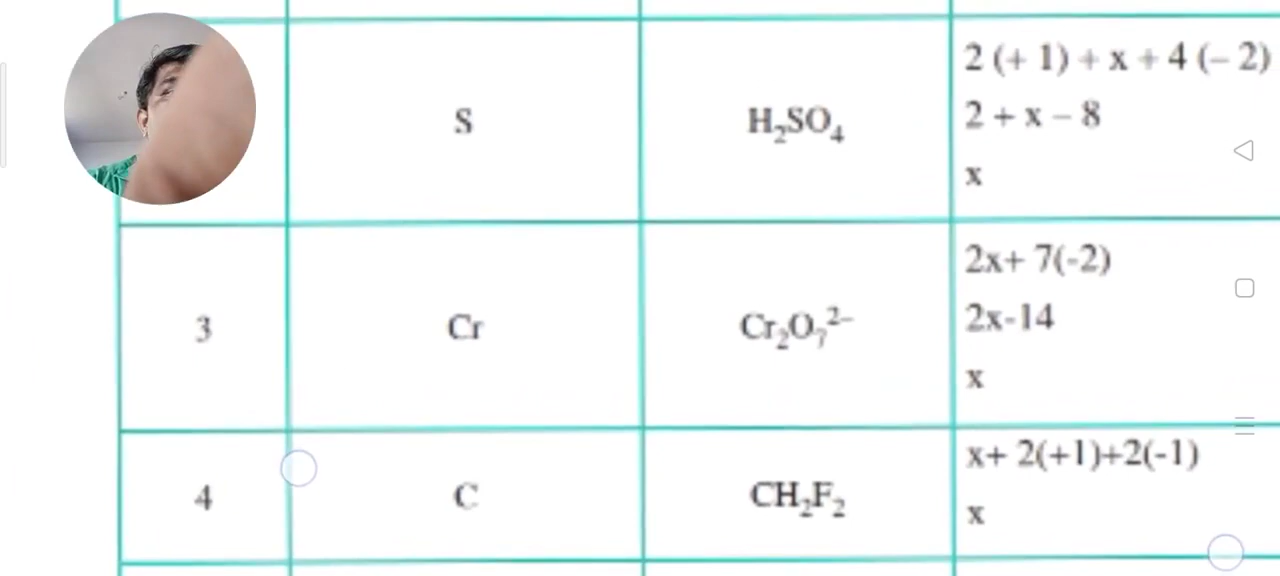 S H₂SO₄ 2 (+ 1) + x + 4 (– 2)
2 + x – 8
x
3 Cr Cr₂O₇²⁻ 2x+ 7(-2)
2x-14
x
4 C CH₂F₂ x+ 2(+1)+2(-1)
x